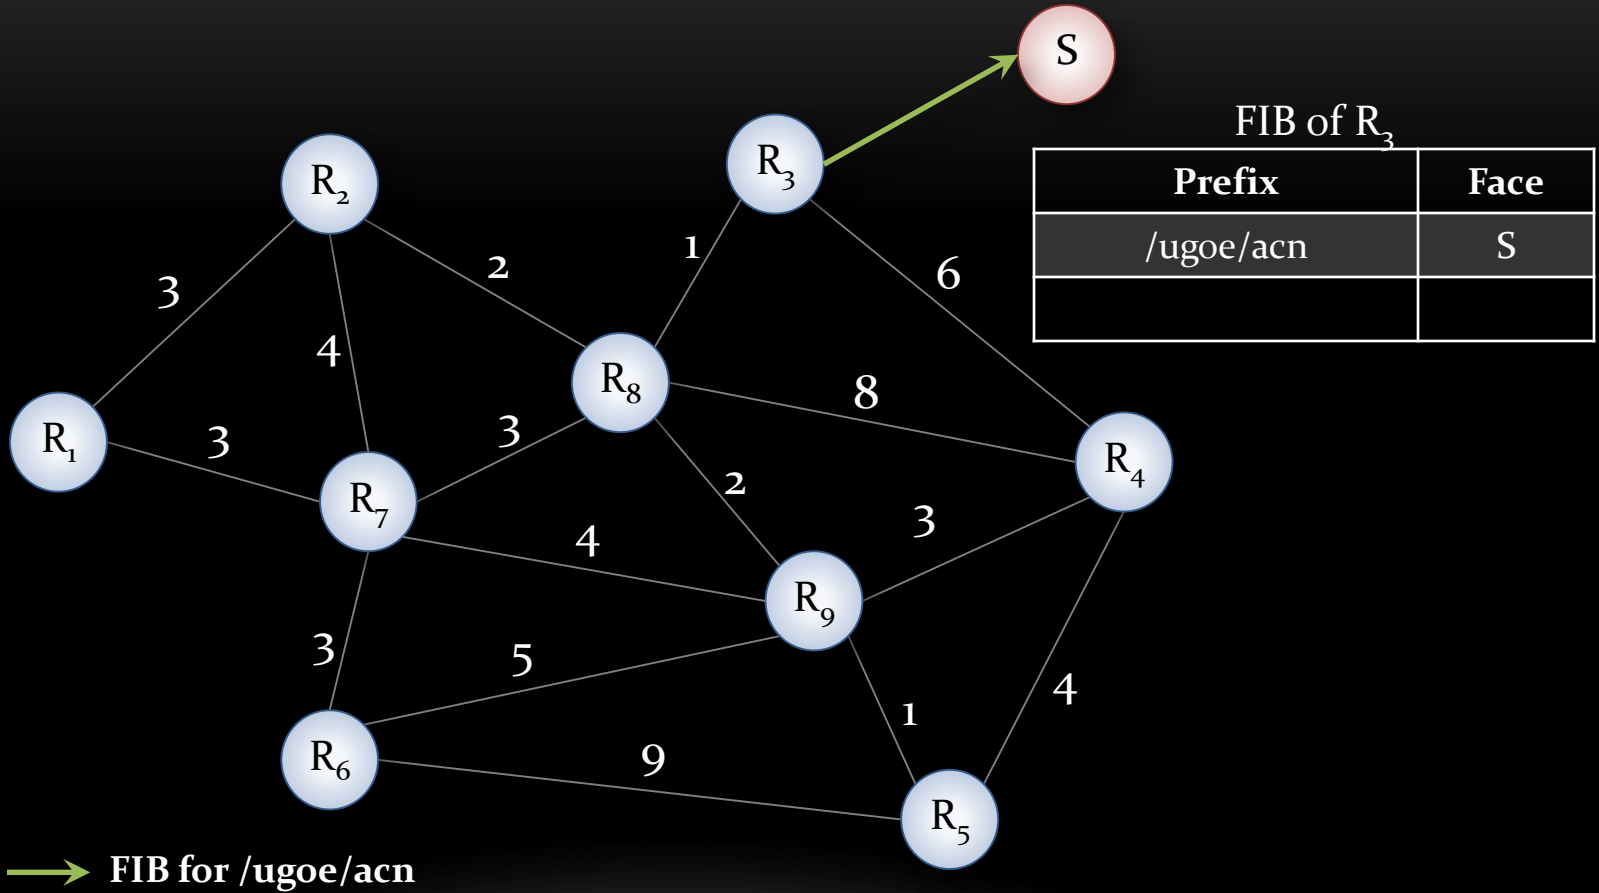 S
FIB of R3
R2
R3
Prefix Face
/ugoe/acn S
1
2
6
3
4
R8
8
3
R1
3
R4
2
R7
3
4
R9
3
5
1
4
R6
9
R5
FIB for /ugoe/acn